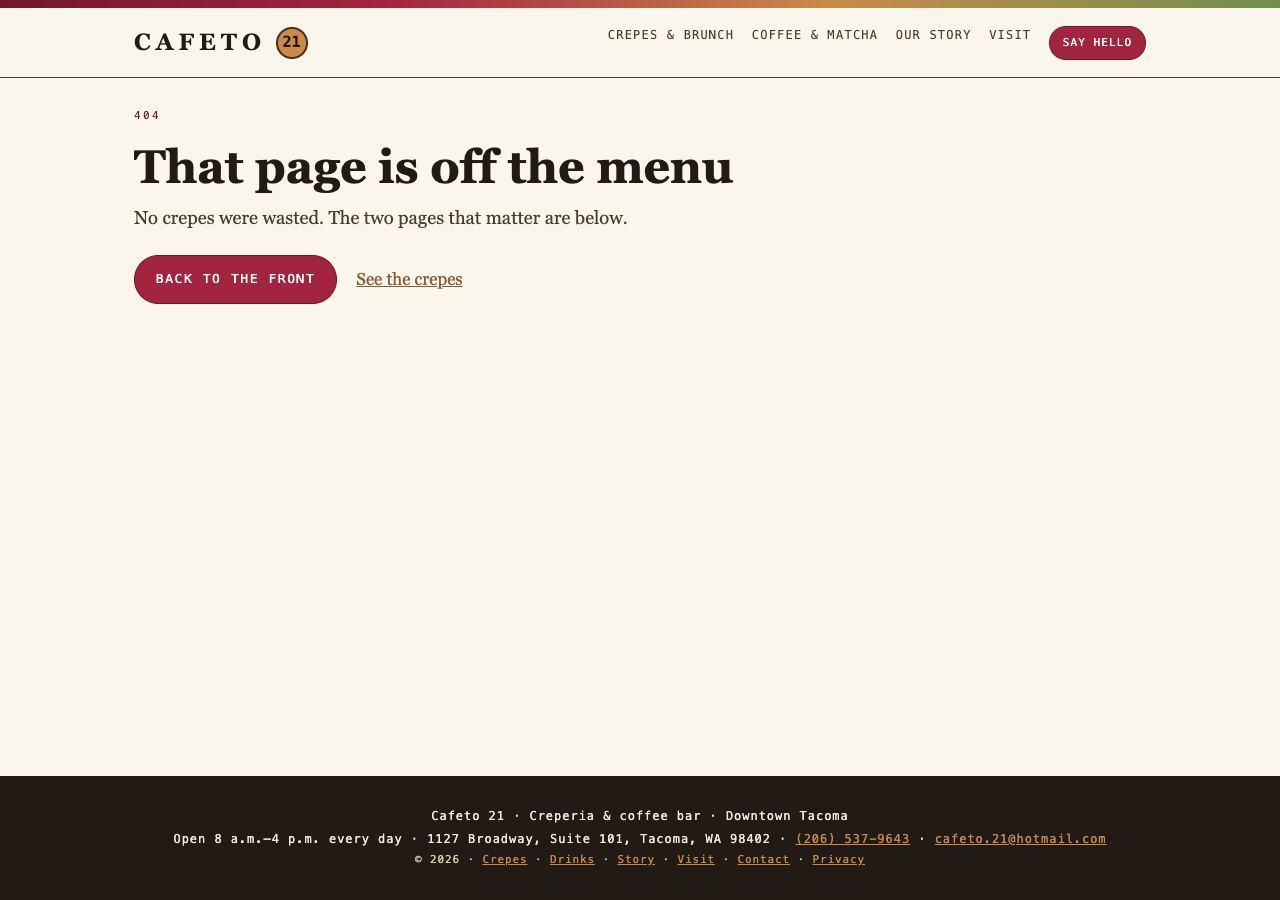 CAFETO 21
CREPES & BRUNCH COFFEE & MATCHA OUR STORY VISIT SAY HELLO
404
That page is off the menu
No crepes were wasted. The two pages that matter are below.
BACK TO THE FRONT See the crepes
Cafeto 21 · Creperia & coffee bar · Downtown Tacoma
Open 8 a.m.–4 p.m. every day · 1127 Broadway, Suite 101, Tacoma, WA 98402 · (206) 537-9643 · cafeto.21@hotmail.com
© 2026 · Crepes · Drinks · Story · Visit · Contact · Privacy